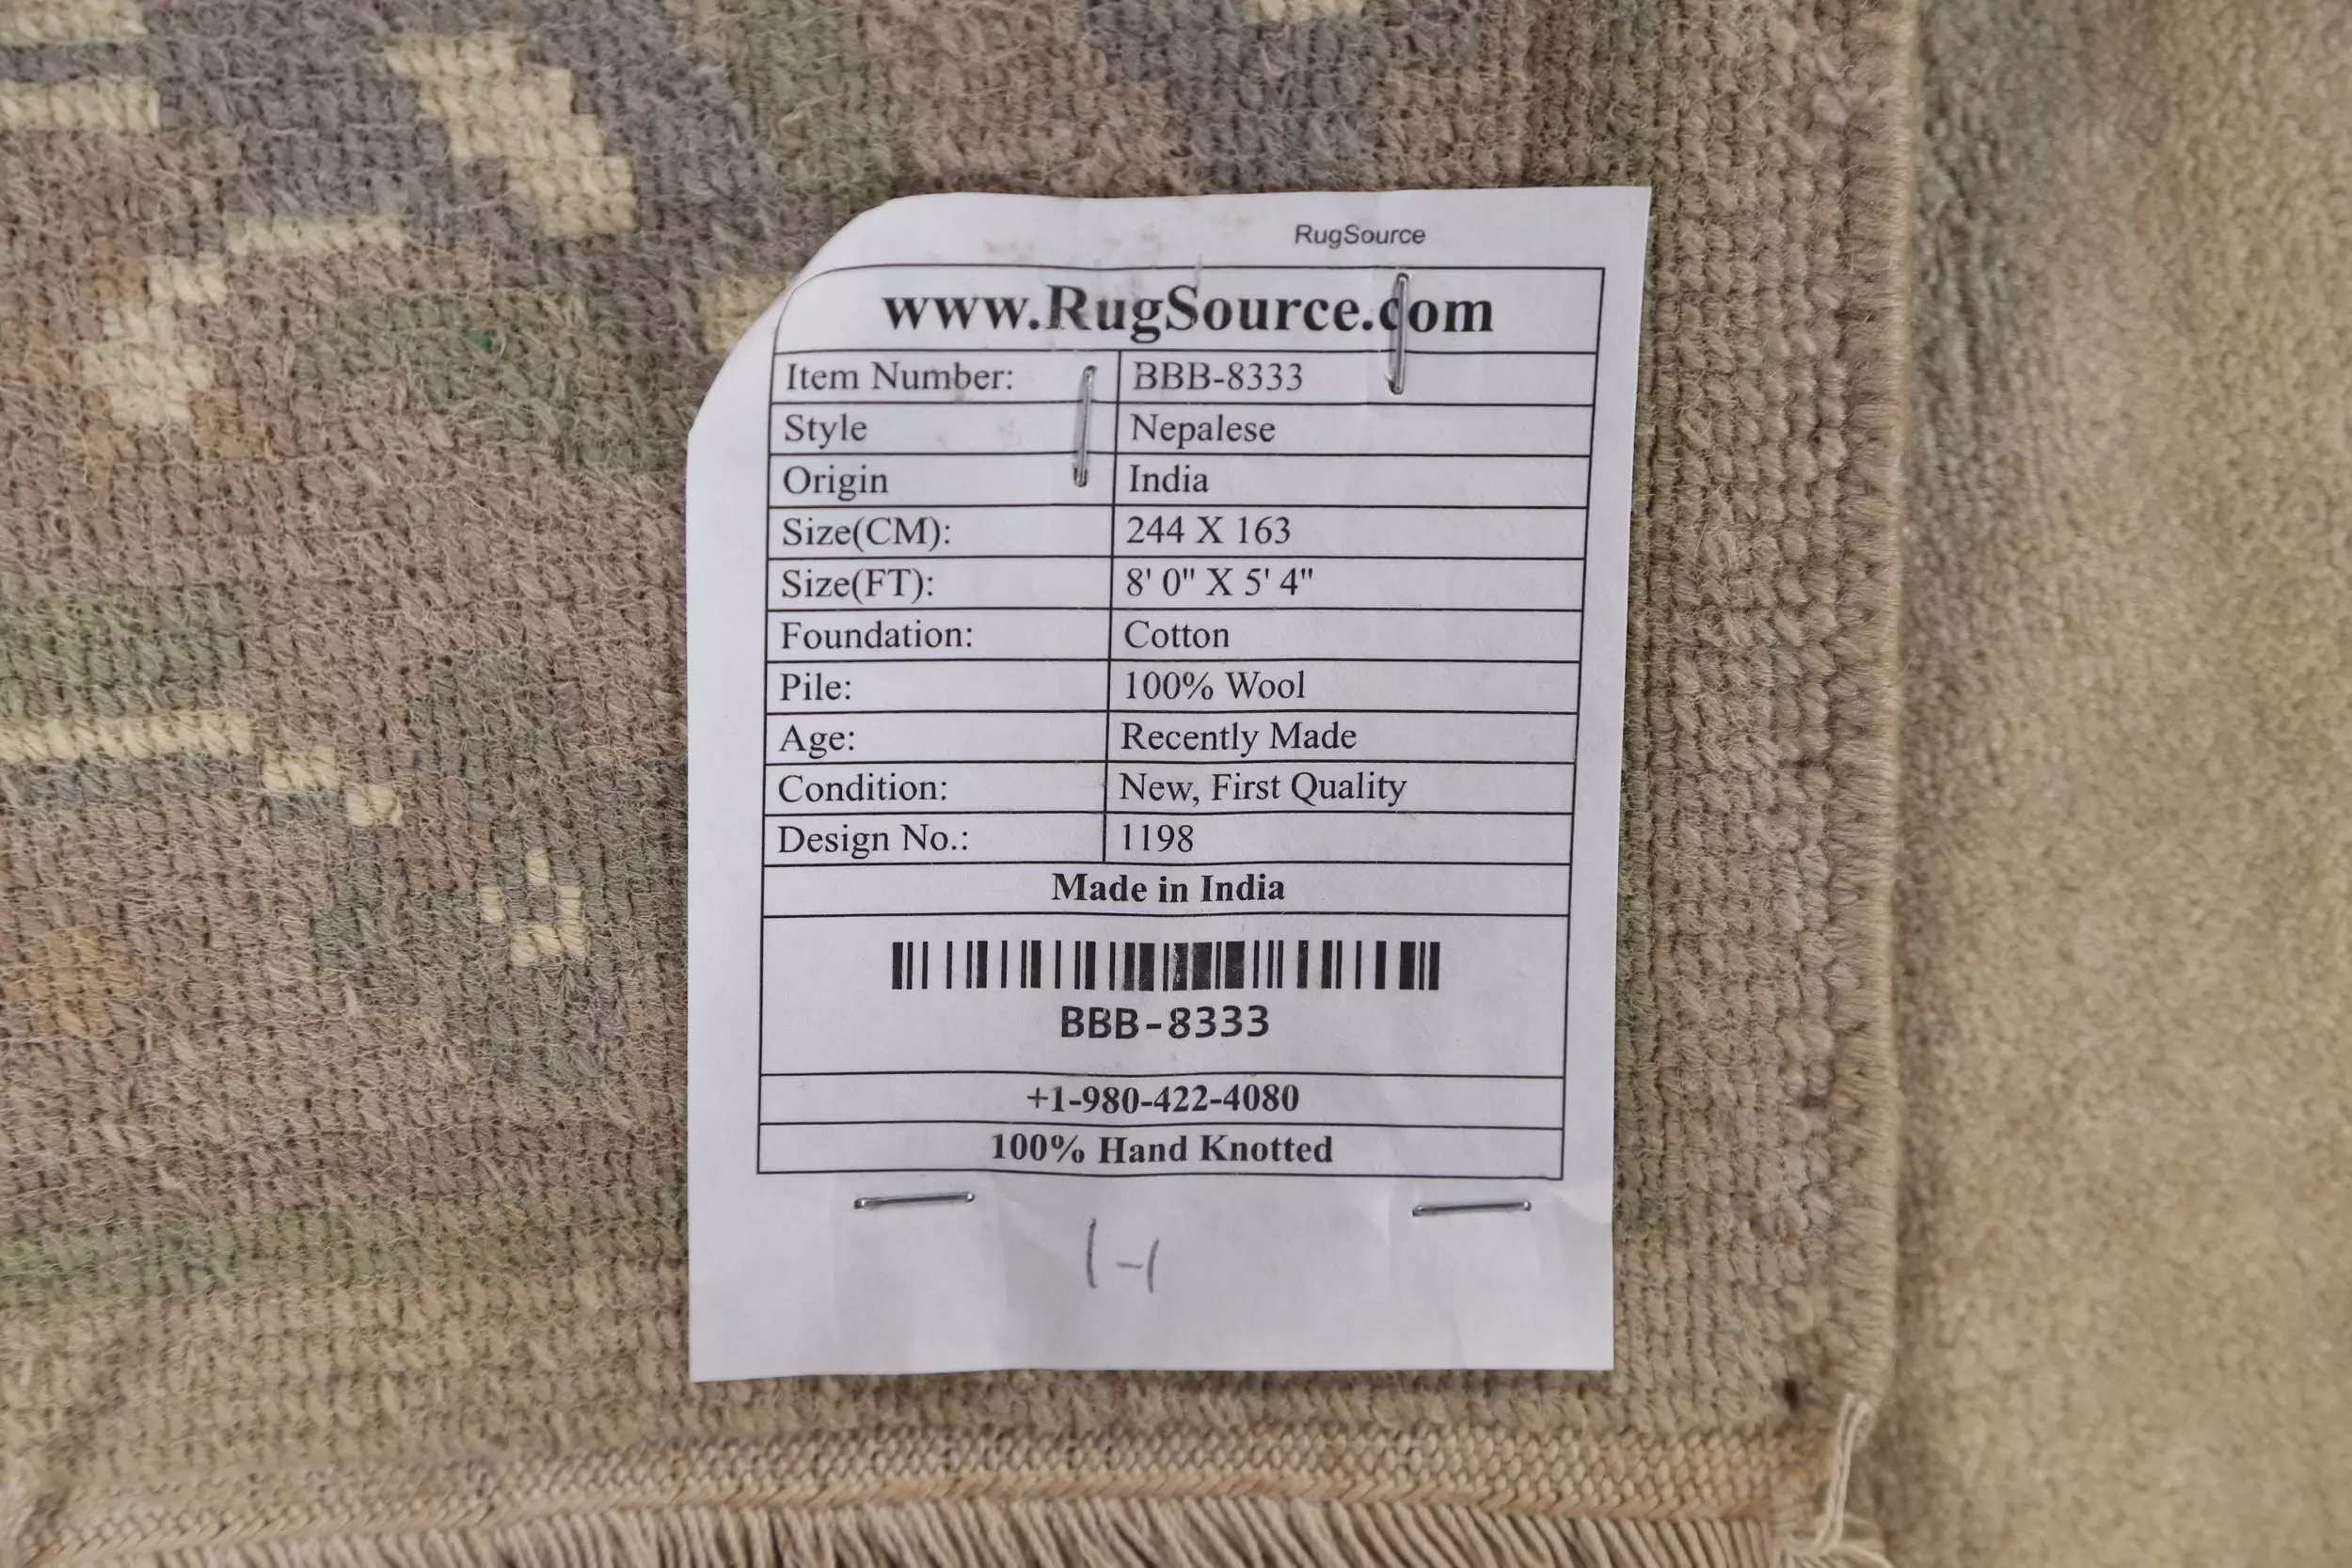 RugSource
www.RugSource.com
Item Number: BBB-8333
Style Nepalese
Origin India
Size(CM): 244 X 163
Size(FT): 8' 0" X 5' 4"
Foundation: Cotton
Pile: 100% Wool
Age: Recently Made
Condition: New, First Quality
Design No.: 1198
Made in India
BBB-8333
+1-980-422-4080
100% Hand Knotted
1-1